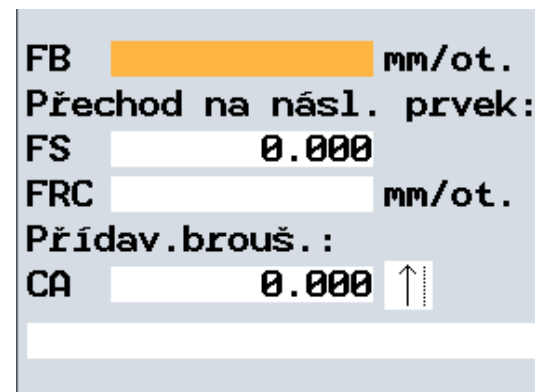 FB mm/ot.
Přechod na násl. prvek:
FS 0.000
FRC mm/ot.
Přídav.brouš.:
CA 0.000